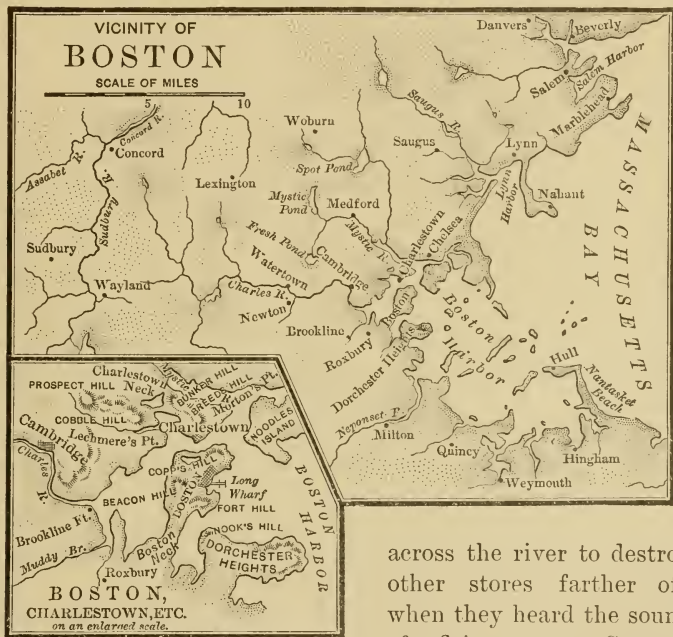 VICINITY OF
BOSTON
SCALE OF MILES
5 10
Danvers
Beverly
Salem
Salem Harbor
Marblehead
Saugus R.
Woburn
Concord R.
Concord
Assabet R.
Sudbury R.
Saugus
Lynn
Lynn Harbor
Nahant
Spot Pond
Lexington
Mystic Pond
Medford
Mystic R.
Charlestown
Chelsea
MASSACHUSETTS BAY
Sudbury
Wayland
Fresh Pond
Cambridge
Watertown
Charles R.
Newton
Boston
Boston Harbor
Brookline
Roxbury
Dorchester Heights
Hull
Nantasket Beach
Neponset R.
Milton
Quincy
Hingham
Weymouth
Charlestown Neck
Mystic
BUNKER HILL
BREEDS HILL
Morton's Pt.
PROSPECT HILL
COBBLE HILL
Charlestown
NOODLES ISLAND
Cambridge
Lechmere's Pt.
Charles R.
COPP'S HILL
BOSTON
Long Wharf
BEACON HILL
FORT HILL
BOSTON HARBOR
Brookline Ft.
NOOK'S HILL
Muddy Br.
Boston Neck
DORCHESTER HEIGHTS
Roxbury
BOSTON,
CHARLESTOWN, ETC.
on an enlarged scale.
across the river to destro
other stores farther on
when they heard the soun